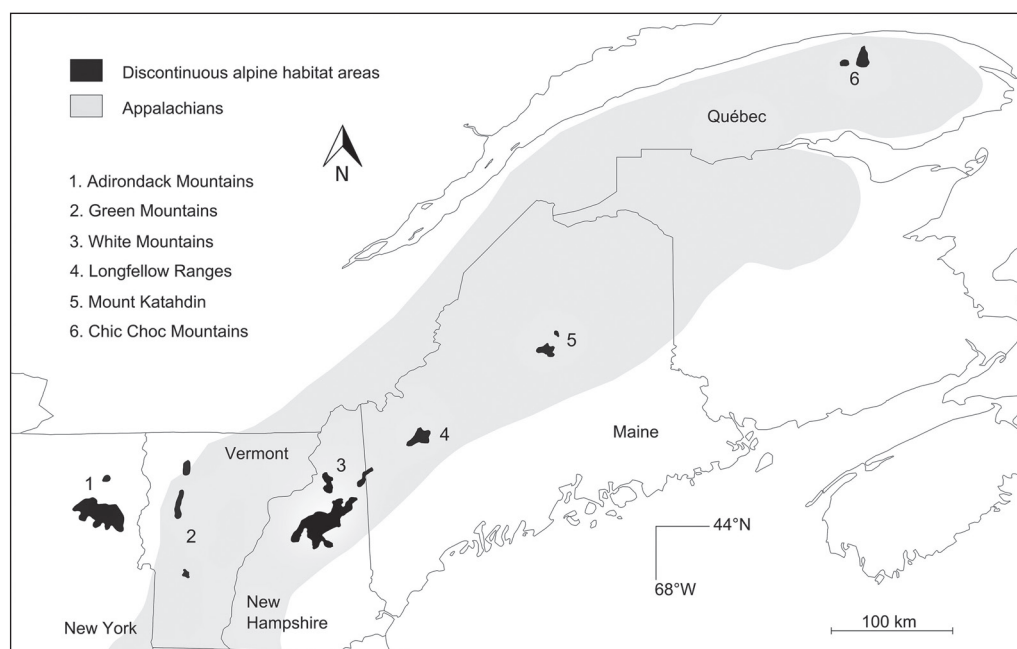 Discontinuous alpine habitat areas
Appalachians
N
1. Adirondack Mountains
2. Green Mountains
3. White Mountains
4. Longfellow Ranges
5. Mount Katahdin
6. Chic Choc Mountains
6
Québec
5
4
Maine
Vermont
3
1
2
44°N
68°W
New
Hampshire
New York
100 km